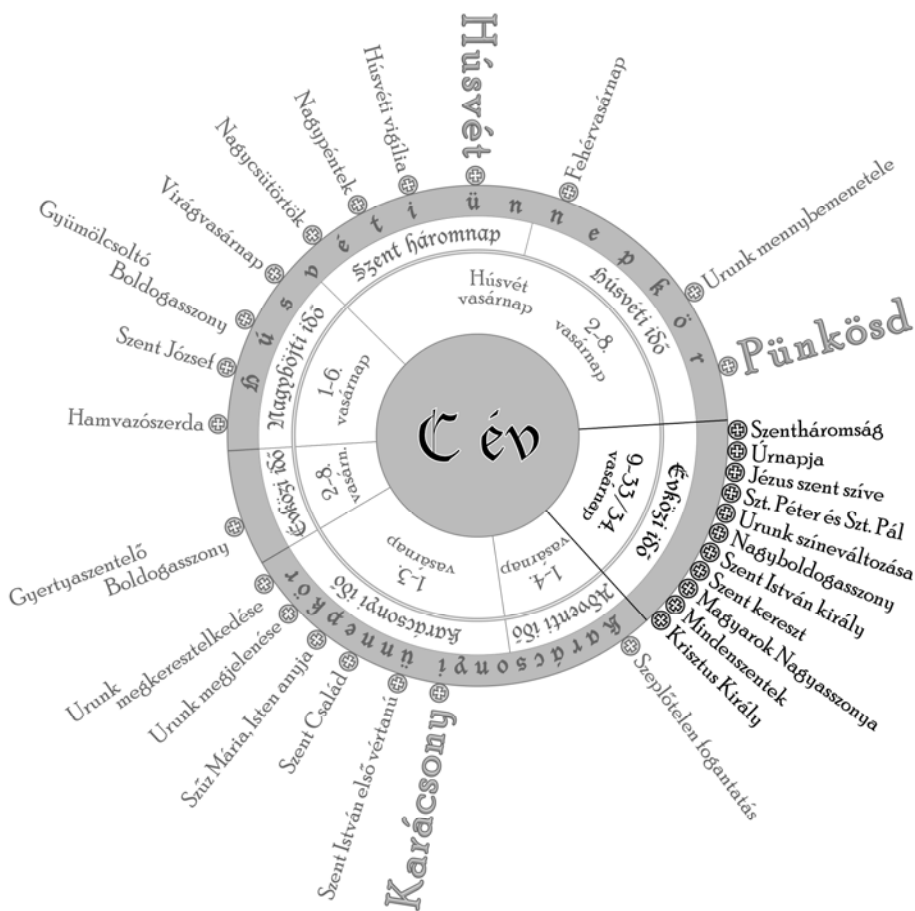 Húsvét
Fehérvasárnap
Urunk mennybemenetele
Pünkösd
Szentháromság
Úrnapja
Jézus szent szíve
Szt. Péter és Szt. Pál
Urunk színeváltozása
Nagyboldogasszony
Szent István király
Szent kereszt
Magyarok Nagyasszonya
Mindenszentek
Krisztus Király
Szeplőtelen fogantatás
Karácsony
Szent István első vértanú
Szent Család
Szűz Mária, Isten anyja
Urunk megjelenése
Urunk
megkeresztelkedése
Gyertyaszentelő
Boldogasszony
Hamvazószerda
Szent József
Gyümölcsoltó
Boldogasszony
Virágvasárnap
Nagycsütörtök
Nagypéntek
Húsvéti vigília
Húsvéti ünnepkör
Karácsonyi ünnepkör
Szent háromnap
Húsvéti idő
Évközi idő
Ádventi idő
Karácsonyi idő
Évközi idő
Nagyböjti idő
Húsvét
vasárnap
2-8.
vasárnap
9-33/34.
vasárnap
1-4.
vasárnap
1-3.
vasárnap
2-8.
vasárn.
1-6.
vasárnap
C év